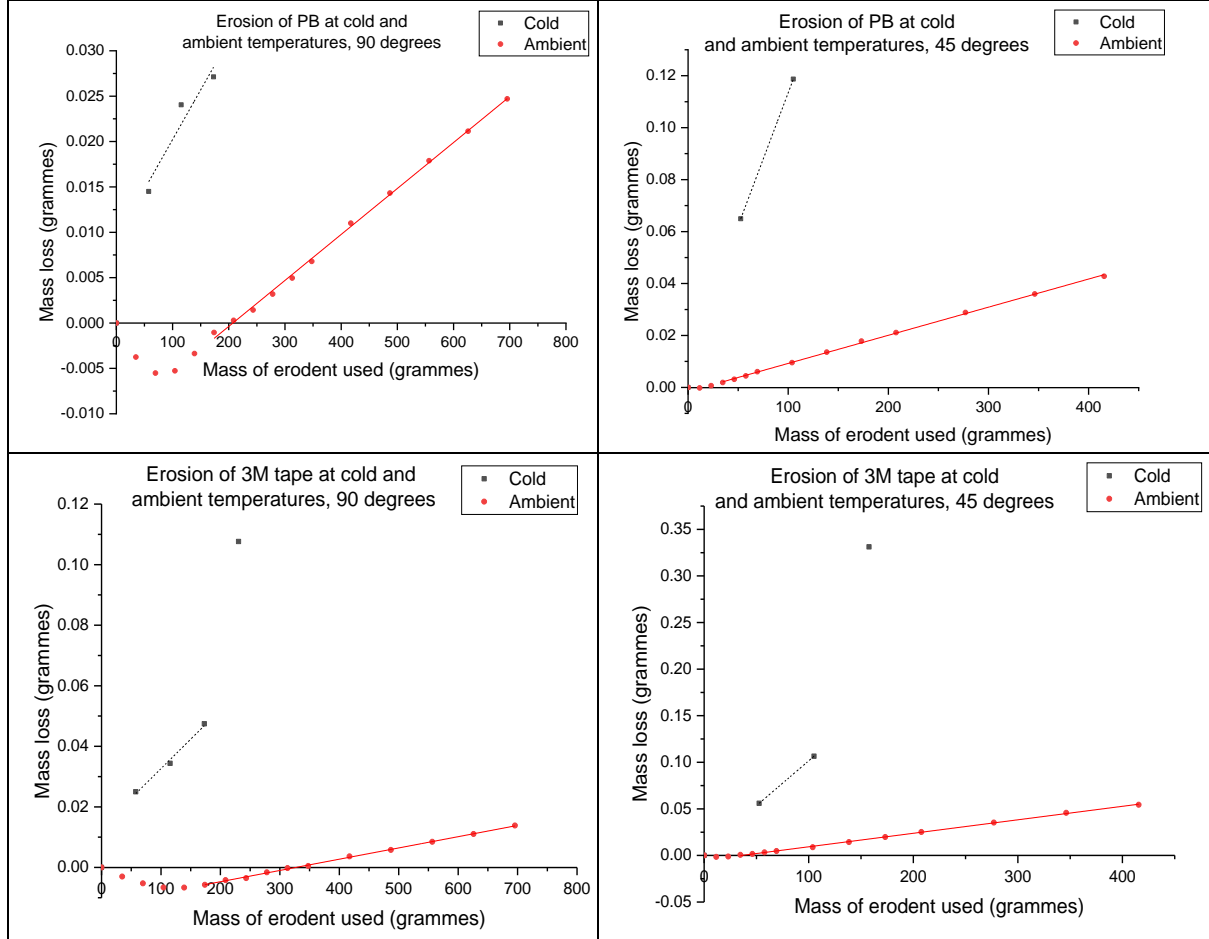 Erosion of PB at cold and
ambient temperatures, 90 degrees
Cold
Ambient
0.030
0.025
0.020
0.015
0.010
0.005
0.000
-0.005
-0.010
0 100 200 300 400 500 600 700 800
Mass loss (grammes)
Mass of erodent used (grammes)
Erosion of PB at cold
and ambient temperatures, 45 degrees
Cold
Ambient
0.12
0.10
0.08
0.06
0.04
0.02
0.00
0 100 200 300 400
Mass loss (grammes)
Mass of erodent used (grammes)
Erosion of 3M tape at cold and
ambient temperatures, 90 degrees
Cold
Ambient
0.12
0.10
0.08
0.06
0.04
0.02
0.00
-0.02
0 100 200 300 400 500 600 700 800
Mass loss (grammes)
Mass of erodent used (grammes)
Erosion of 3M tape at cold
and ambient temperatures, 45 degrees
Cold
Ambient
0.35
0.30
0.25
0.20
0.15
0.10
0.05
0.00
-0.05
0 100 200 300 400
Mass loss (grammes)
Mass of erodent used (grammes)